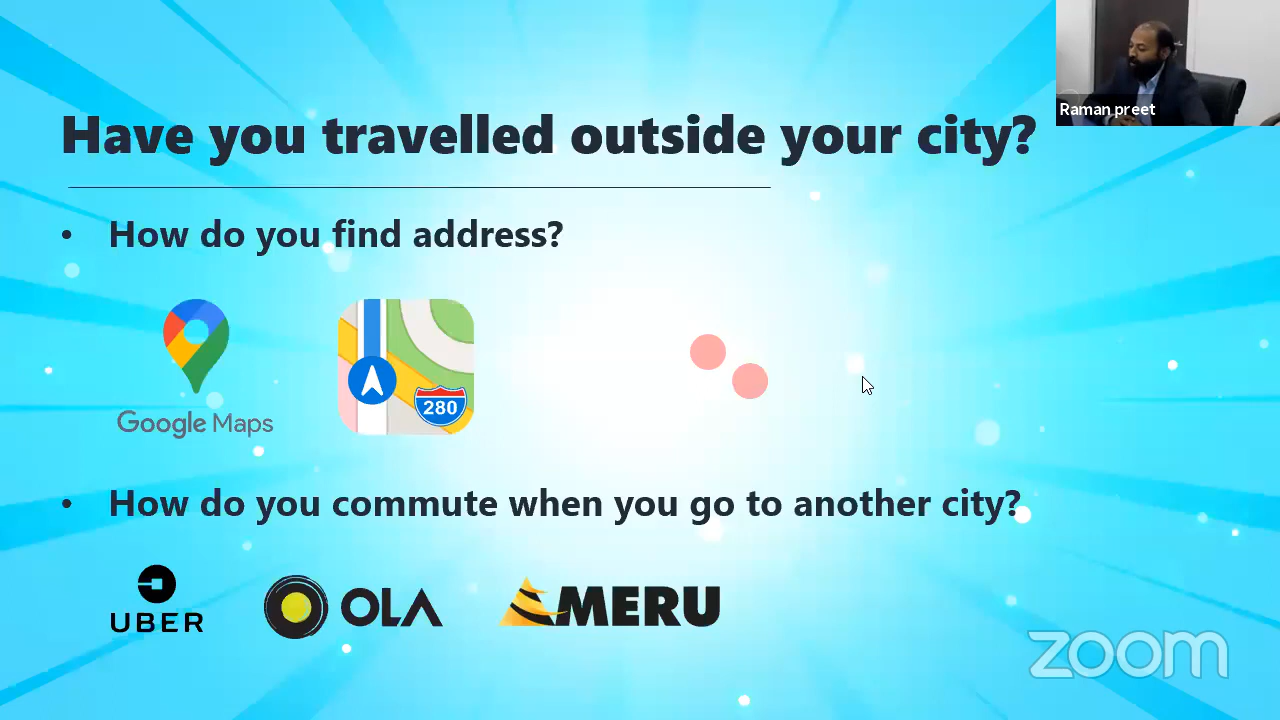 Raman preet
Have you travelled outside your city?
• How do you find address?
Google Maps
280
• How do you commute when you go to another city?
UBER
OLA
MERU
zoom